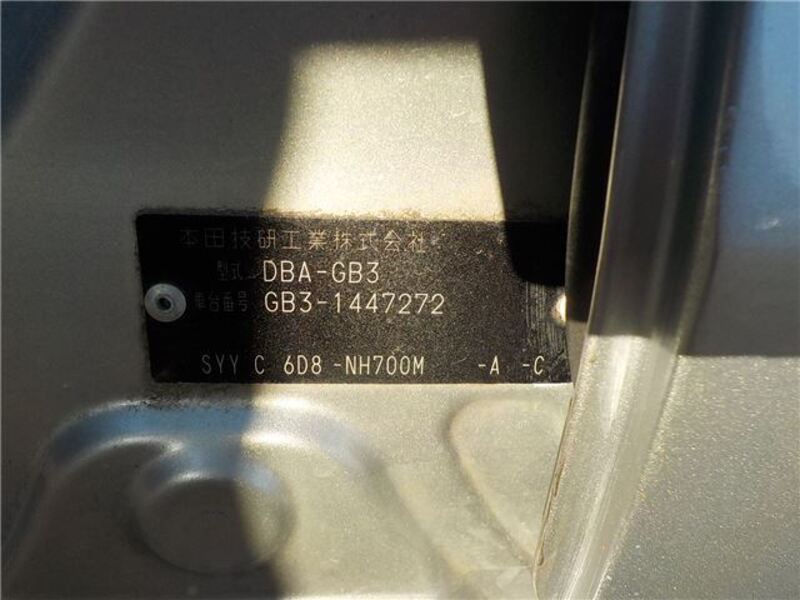 本田技研工業株式会社
型式 DBA-GB3
車台番号 GB3-1447272
SYY C 6D8 -NH700M -A -C